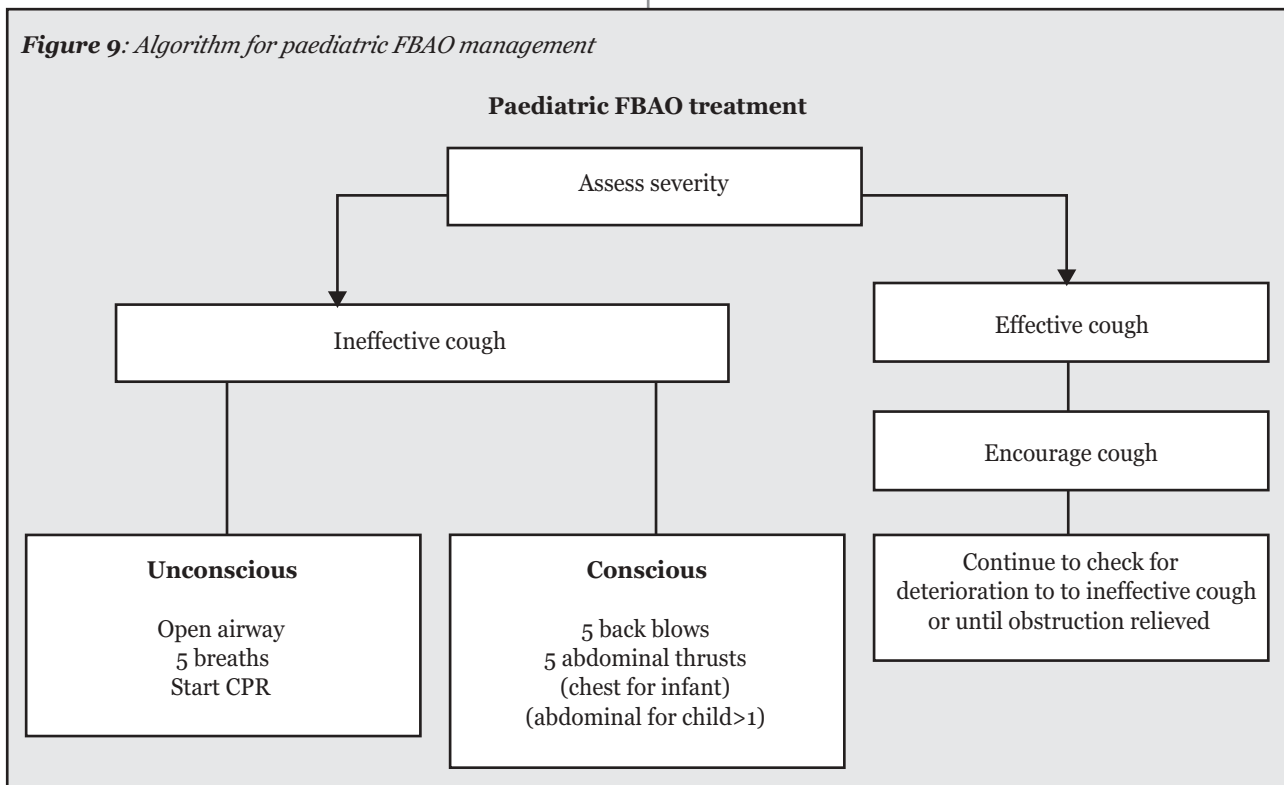 Figure 9: Algorithm for paediatric FBAO management
Paediatric FBAO treatment
Assess severity
Ineffective cough
Effective cough
Encourage cough
Unconscious
Open airway
5 breaths
Start CPR
Conscious
5 back blows
5 abdominal thrusts
(chest for infant)
(abdominal for child>1)
Continue to check for
deterioration to to ineffective cough
or until obstruction relieved